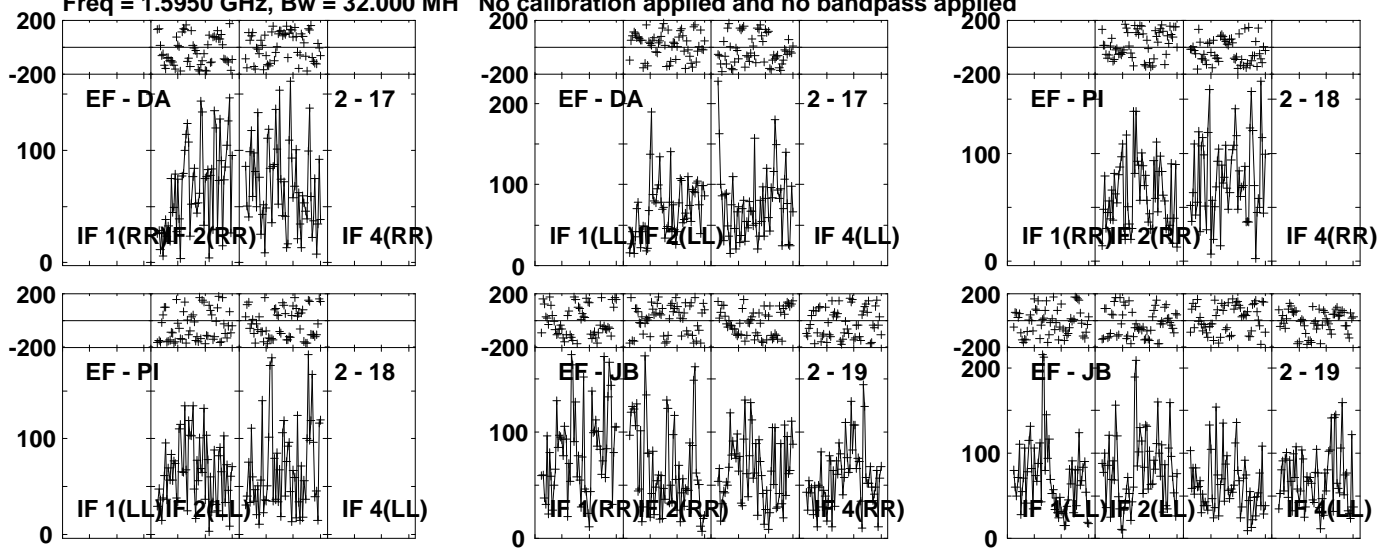 Freq = 1.5950 GHz, Bw = 32.000 MH No calibration applied and no bandpass applied
200
-200
EF - DA
2 - 17
100
0
IF 1(RR)
IF 2(RR)
IF 4(RR)
200
-200
EF - DA
2 - 17
200
100
0
IF 1(LL)
IF 2(LL)
IF 4(LL)
200
-200
EF - PI
2 - 18
100
0
IF 1(RR)
IF 2(RR)
IF 4(RR)
200
-200
EF - PI
2 - 18
100
0
IF 1(LL)
IF 2(LL)
IF 4(LL)
200
-200
EF - JB
2 - 19
100
0
IF 1(RR)
IF 2(RR)
IF 4(RR)
200
-200
EF - JB
2 - 19
200
100
0
IF 1(LL)
IF 2(LL)
IF 4(LL)